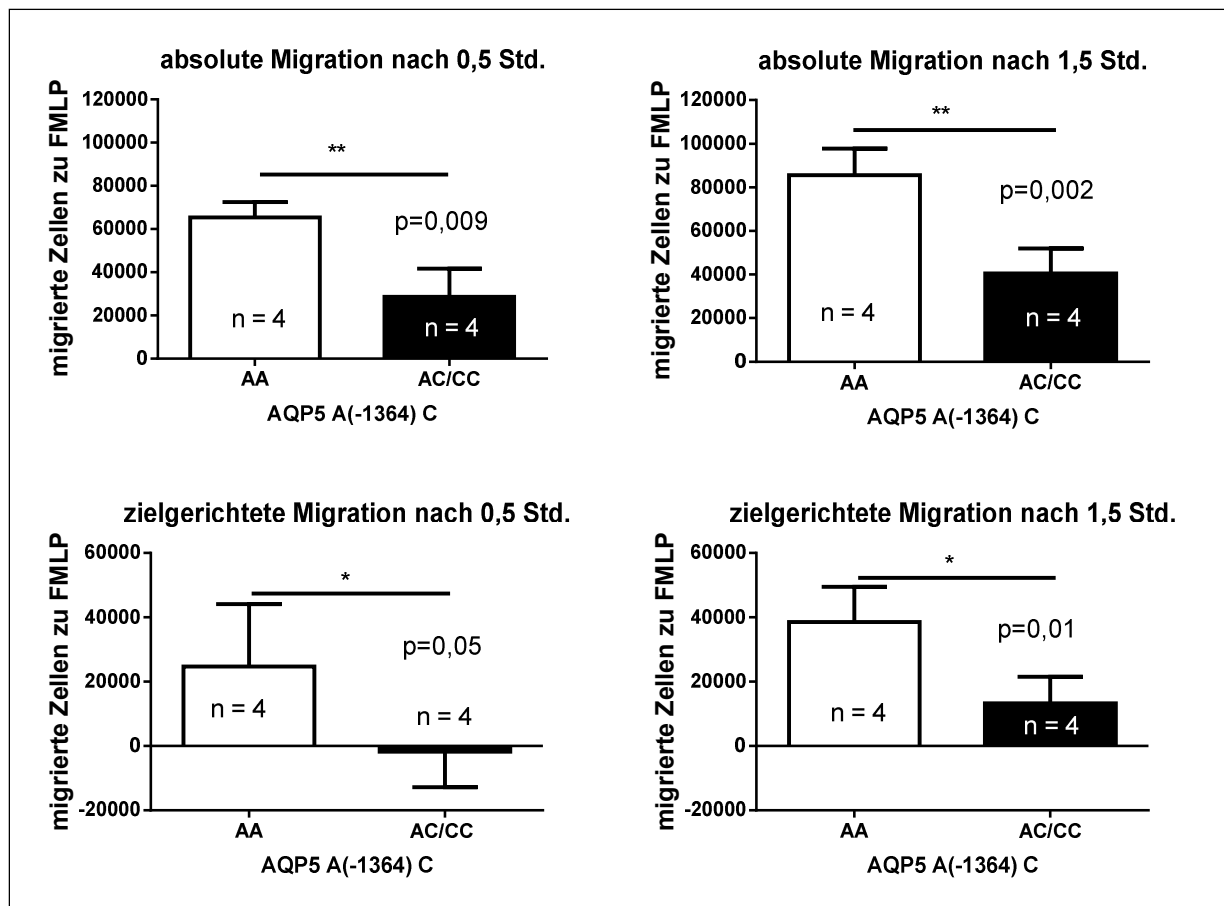 absolute Migration nach 0,5 Std.
migrierte Zellen zu FMLP
120000
100000
80000
60000
40000
20000
0
**
p=0,009
n = 4
n = 4
AA
AC/CC
AQP5 A(-1364) C
absolute Migration nach 1,5 Std.
migrierte Zellen zu FMLP
120000
100000
80000
60000
40000
20000
0
**
p=0,002
n = 4
n = 4
AA
AC/CC
AQP5 A(-1364) C
zielgerichtete Migration nach 0,5 Std.
migrierte Zellen zu FMLP
60000
40000
20000
0
-20000
*
p=0,05
n = 4
n = 4
AA
AC/CC
AQP5 A(-1364) C
zielgerichtete Migration nach 1,5 Std.
migrierte Zellen zu FMLP
60000
40000
20000
0
-20000
*
p=0,01
n = 4
n = 4
AA
AC/CC
AQP5 A(-1364) C